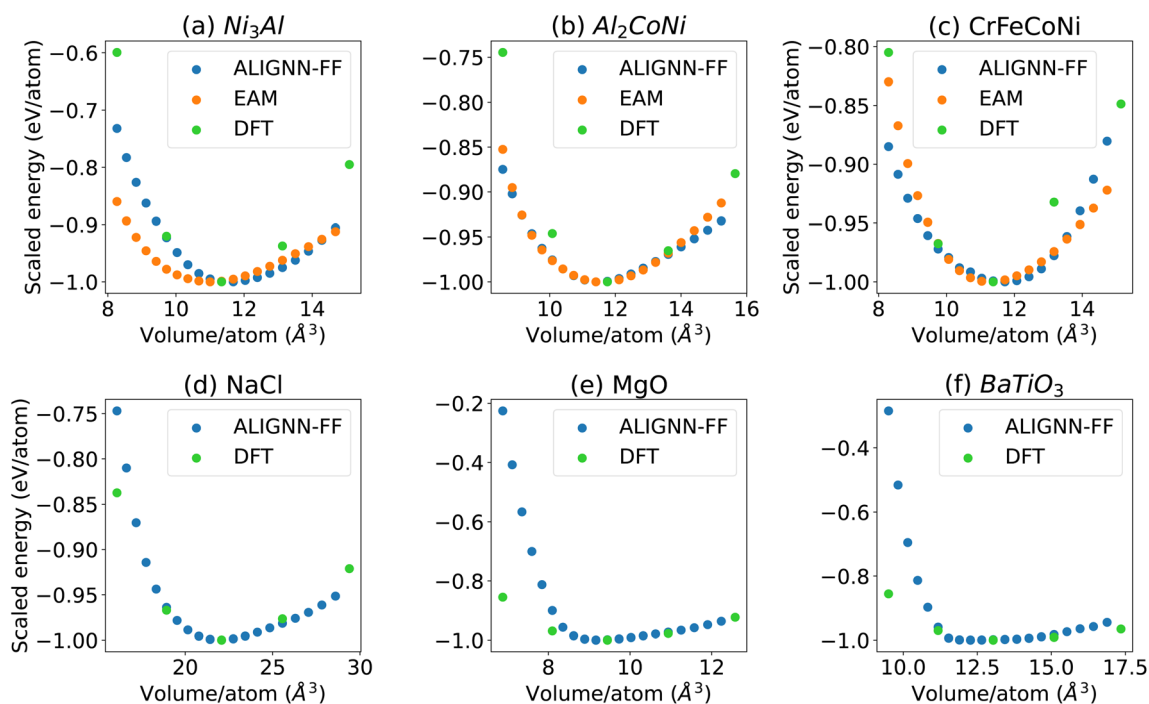 (a) Ni₃Al
Scaled energy (eV/atom)
−0.6
−0.7
−0.8
−0.9
−1.0
ALIGNN-FF
EAM
DFT
8 10 12 14
Volume/atom (Å³)
(b) Al₂CoNi
−0.75
−0.80
−0.85
−0.90
−0.95
−1.00
ALIGNN-FF
EAM
DFT
10 12 14 16
Volume/atom (Å³)
(c) CrFeCoNi
Scaled energy (eV/atom)
−0.80
−0.85
−0.90
−0.95
−1.00
ALIGNN-FF
EAM
DFT
8 10 12 14
Volume/atom (Å³)
(d) NaCl
Scaled energy (eV/atom)
−0.75
−0.80
−0.85
−0.90
−0.95
−1.00
ALIGNN-FF
DFT
20 25 30
Volume/atom (Å³)
(e) MgO
−0.2
−0.4
−0.6
−0.8
−1.0
ALIGNN-FF
DFT
8 10 12
Volume/atom (Å³)
(f) BaTiO₃
−0.4
−0.6
−0.8
−1.0
ALIGNN-FF
DFT
10.0 12.5 15.0 17.5
Volume/atom (Å³)